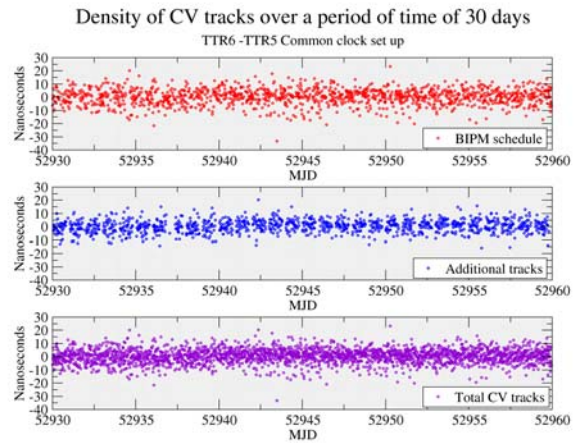 Density of CV tracks over a period of time of 30 days
TTR6 -TTR5 Common clock set up
30
20
10
0
-10
-20
-30
-40
Nanoseconds
BIPM schedule
52930 52935 52940 52945 52950 52955 52960
MJD
30
20
10
0
-10
-20
-30
-40
Nanoseconds
Additional tracks
52930 52935 52940 52945 52950 52955 52960
MJD
30
20
10
0
-10
-20
-30
-40
Nanoseconds
Total CV tracks
52930 52935 52940 52945 52950 52955 52960
MJD